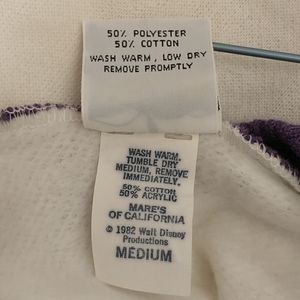 50% POLYESTER
50% COTTON
WASH WARM, LOW DRY
REMOVE PROMPTLY
WASH WARM.
TUMBLE DRY
MEDIUM, REMOVE
IMMEDIATELY.
50% COTTON
50% ACRYLIC
MARE'S
OF CALIFORNIA
© 1982 Walt Disney
Productions
MEDIUM